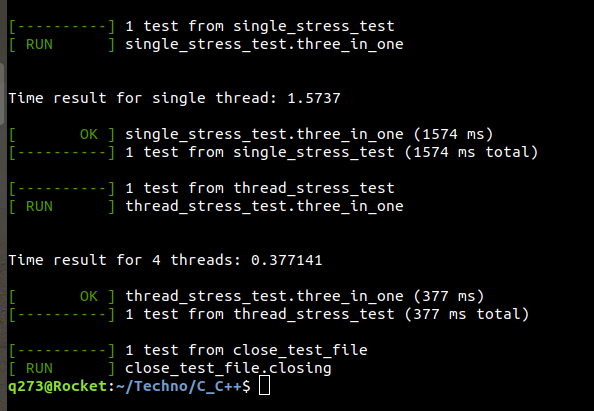 [----------] 1 test from single_stress_test
[ RUN      ] single_stress_test.three_in_one
Time result for single thread: 1.5737
[       OK ] single_stress_test.three_in_one (1574 ms)
[----------] 1 test from single_stress_test (1574 ms total)
[----------] 1 test from thread_stress_test
[ RUN      ] thread_stress_test.three_in_one
Time result for 4 threads: 0.377141
[       OK ] thread_stress_test.three_in_one (377 ms)
[----------] 1 test from thread_stress_test (377 ms total)
[----------] 1 test from close_test_file
[ RUN      ] close_test_file.closing
q273@Rocket:~/Techno/C_C++$